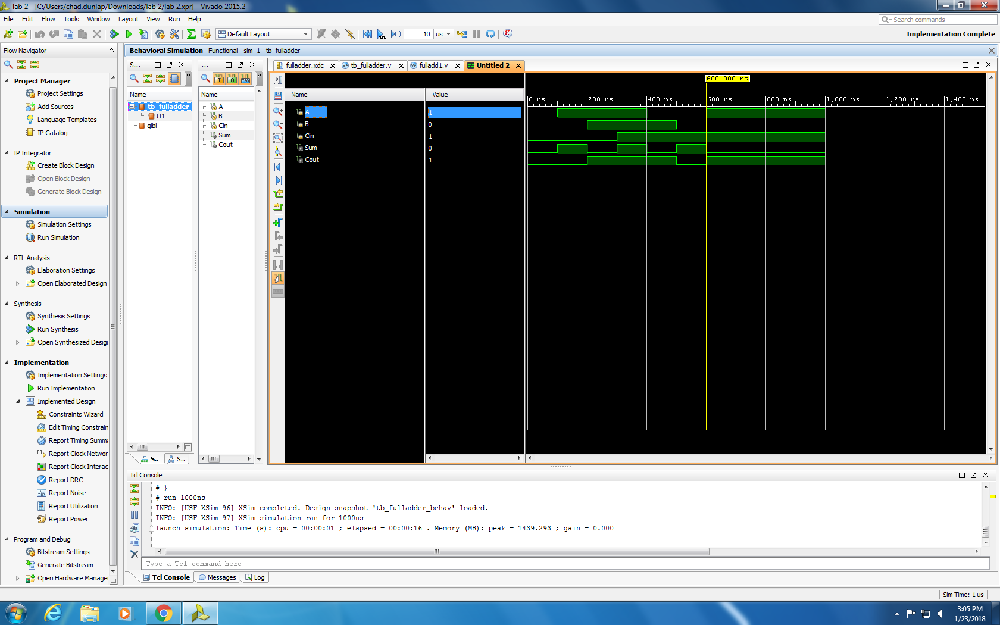 lab 2 - [C:/Users/chad.dunlap/Downloads/lab 2/lab 2.xpr] - Vivado 2015.2
File Edit Flow Tools Window Layout View Run Help
Search commands
Default Layout
10 us
Implementation Complete
Flow Navigator
Behavioral Simulation - Functional - sim_1 - tb_fulladder
Project Manager
Project Settings
Add Sources
Language Templates
IP Catalog
IP Integrator
Create Block Design
Open Block Design
Generate Block Design
Simulation
Simulation Settings
Run Simulation
RTL Analysis
Elaboration Settings
Open Elaborated Design
Synthesis
Synthesis Settings
Run Synthesis
Open Synthesized Desigr
Implementation
Implementation Settings
Run Implementation
Implemented Design
Constraints Wizard
Edit Timing Constrain
Report Timing Summa
Report Clock Networ
Report Clock Interac
Report DRC
Report Noise
Report Utilization
Report Power
Program and Debug
Bitstream Settings
Generate Bitstream
Open Hardware Manager
S...
Name
tb_fulladder
U1
glbl
S.. S..
...
Name
A
B
Cin
Sum
Cout
fulladder.xdc tb_fulladder.v fulladd1.v Untitled 2
Name Value
A 1
B 0
Cin 1
Sum 0
Cout 1
600.000 ns
0 ns 200 ns 400 ns 600 ns 800 ns 1,000 ns 1,200 ns 1,400 ns
Tcl Console
# }
# run 1000ns
INFO: [USF-XSim-96] XSim completed. Design snapshot 'tb_fulladder_behav' loaded.
INFO: [USF-XSim-97] XSim simulation ran for 1000ns
launch_simulation: Time (s): cpu = 00:00:01 ; elapsed = 00:00:16 . Memory (MB): peak = 1439.293 ; gain = 0.000
Type a Tcl command here
Tcl Console Messages Log
Sim Time: 1 us
3:05 PM
1/23/2018